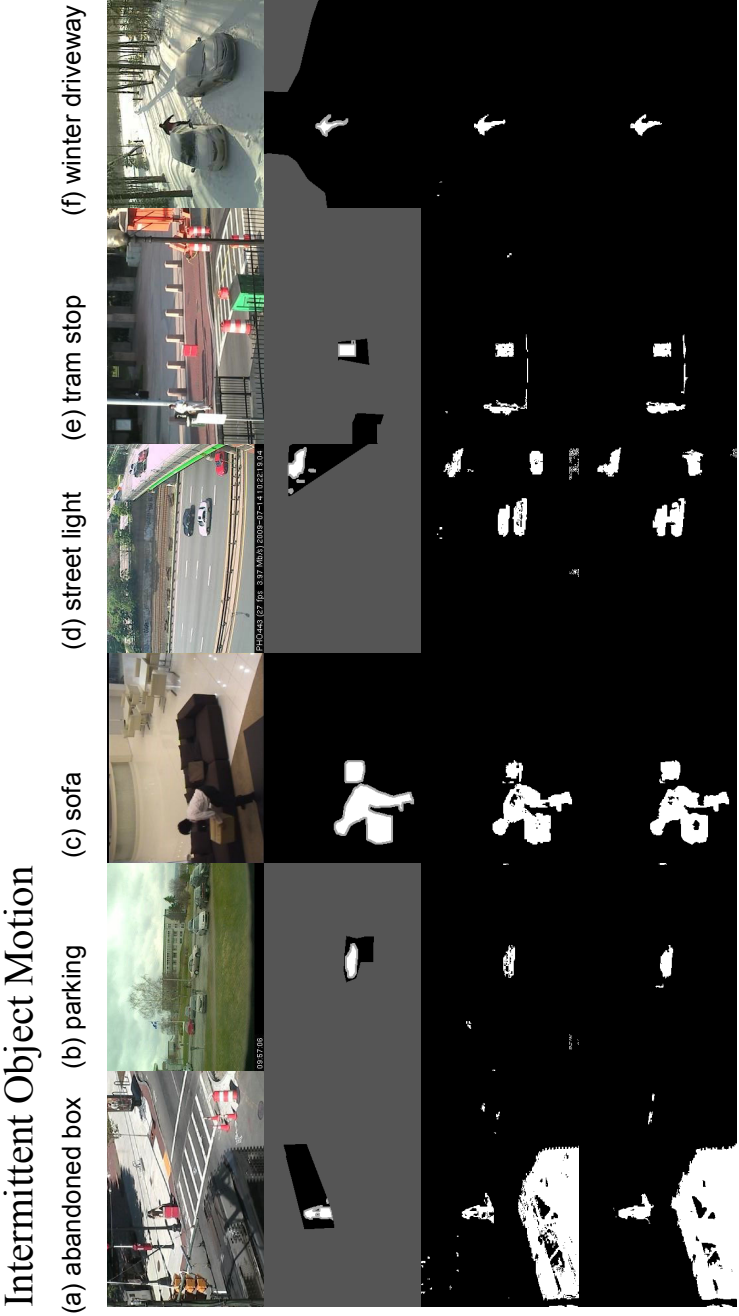 Intermittent Object Motion
(a) abandoned box
(b) parking
(c) sofa
(d) street light
(e) tram stop
(f) winter driveway
09:57:06
PHO443 (27 fps 3.97 Mb/s) 2009-07-14 10:22:19.04